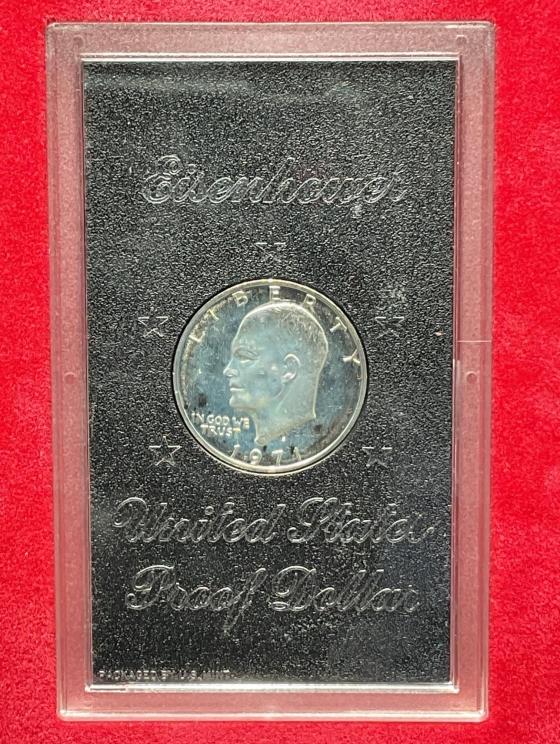 Eisenhower
LIBERTY
IN GOD WE
TRUST
1971
United States
Proof Dollar
PACKAGED BY U.S. MINT